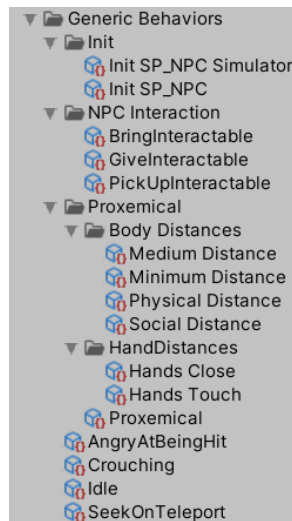 Generic Behaviors
Init
Init SP_NPC Simulator
Init SP_NPC
NPC Interaction
BringInteractable
GiveInteractable
PickUpInteractable
Proxemical
Body Distances
Medium Distance
Minimum Distance
Physical Distance
Social Distance
HandDistances
Hands Close
Hands Touch
Proxemical
AngryAtBeingHit
Crouching
Idle
SeekOnTeleport